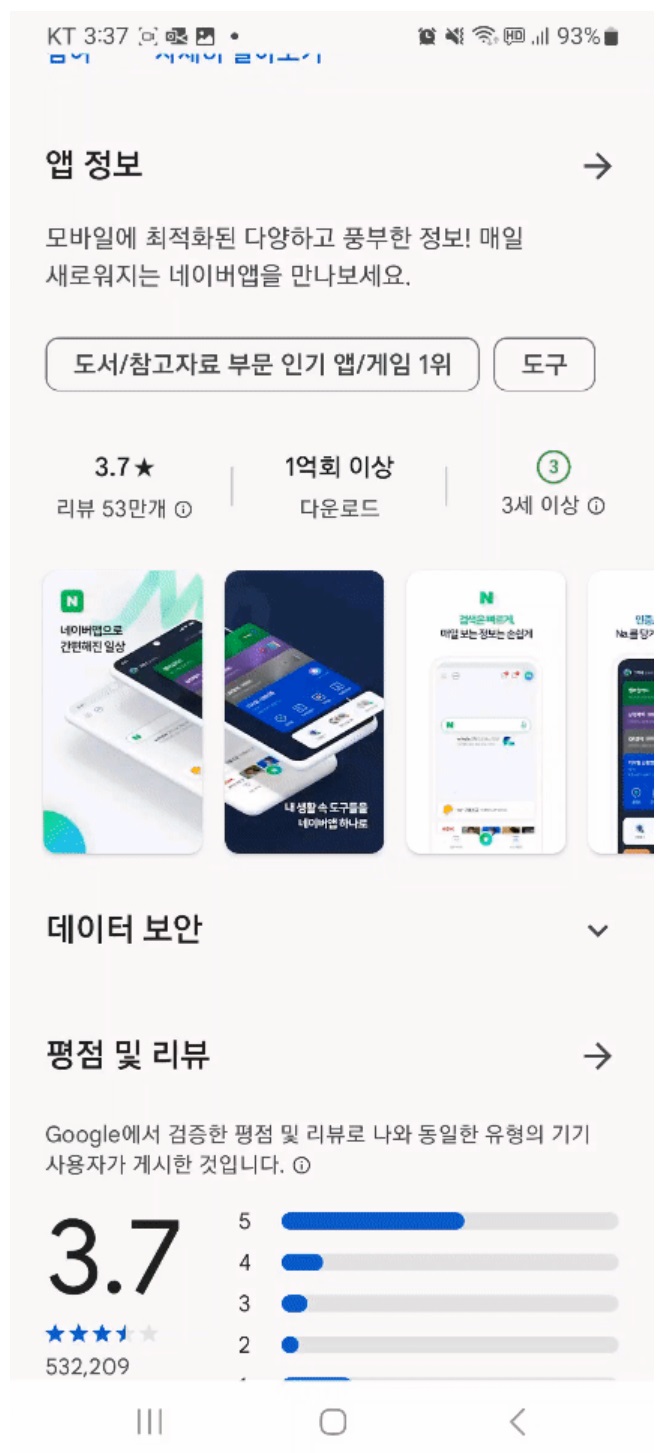 KT 3:37
HD 93%
앱 정보
모바일에 최적화된 다양하고 풍부한 정보! 매일
새로워지는 네이버앱을 만나보세요.
도서/참고자료 부문 인기 앱/게임 1위
도구
3.7★
리뷰 53만개
1억회 이상
다운로드
3
3세 이상
N
네이버앱으로
간편해진 일상
내 생활 속 도구들을
네이버앱 하나로
N
검색은 빠르게,
매일 보는 정보는 손쉽게
데이터 보안
평점 및 리뷰
Google에서 검증한 평점 및 리뷰로 나와 동일한 유형의 기기
사용자가 게시한 것입니다.
3.7
532,209
5
4
3
2